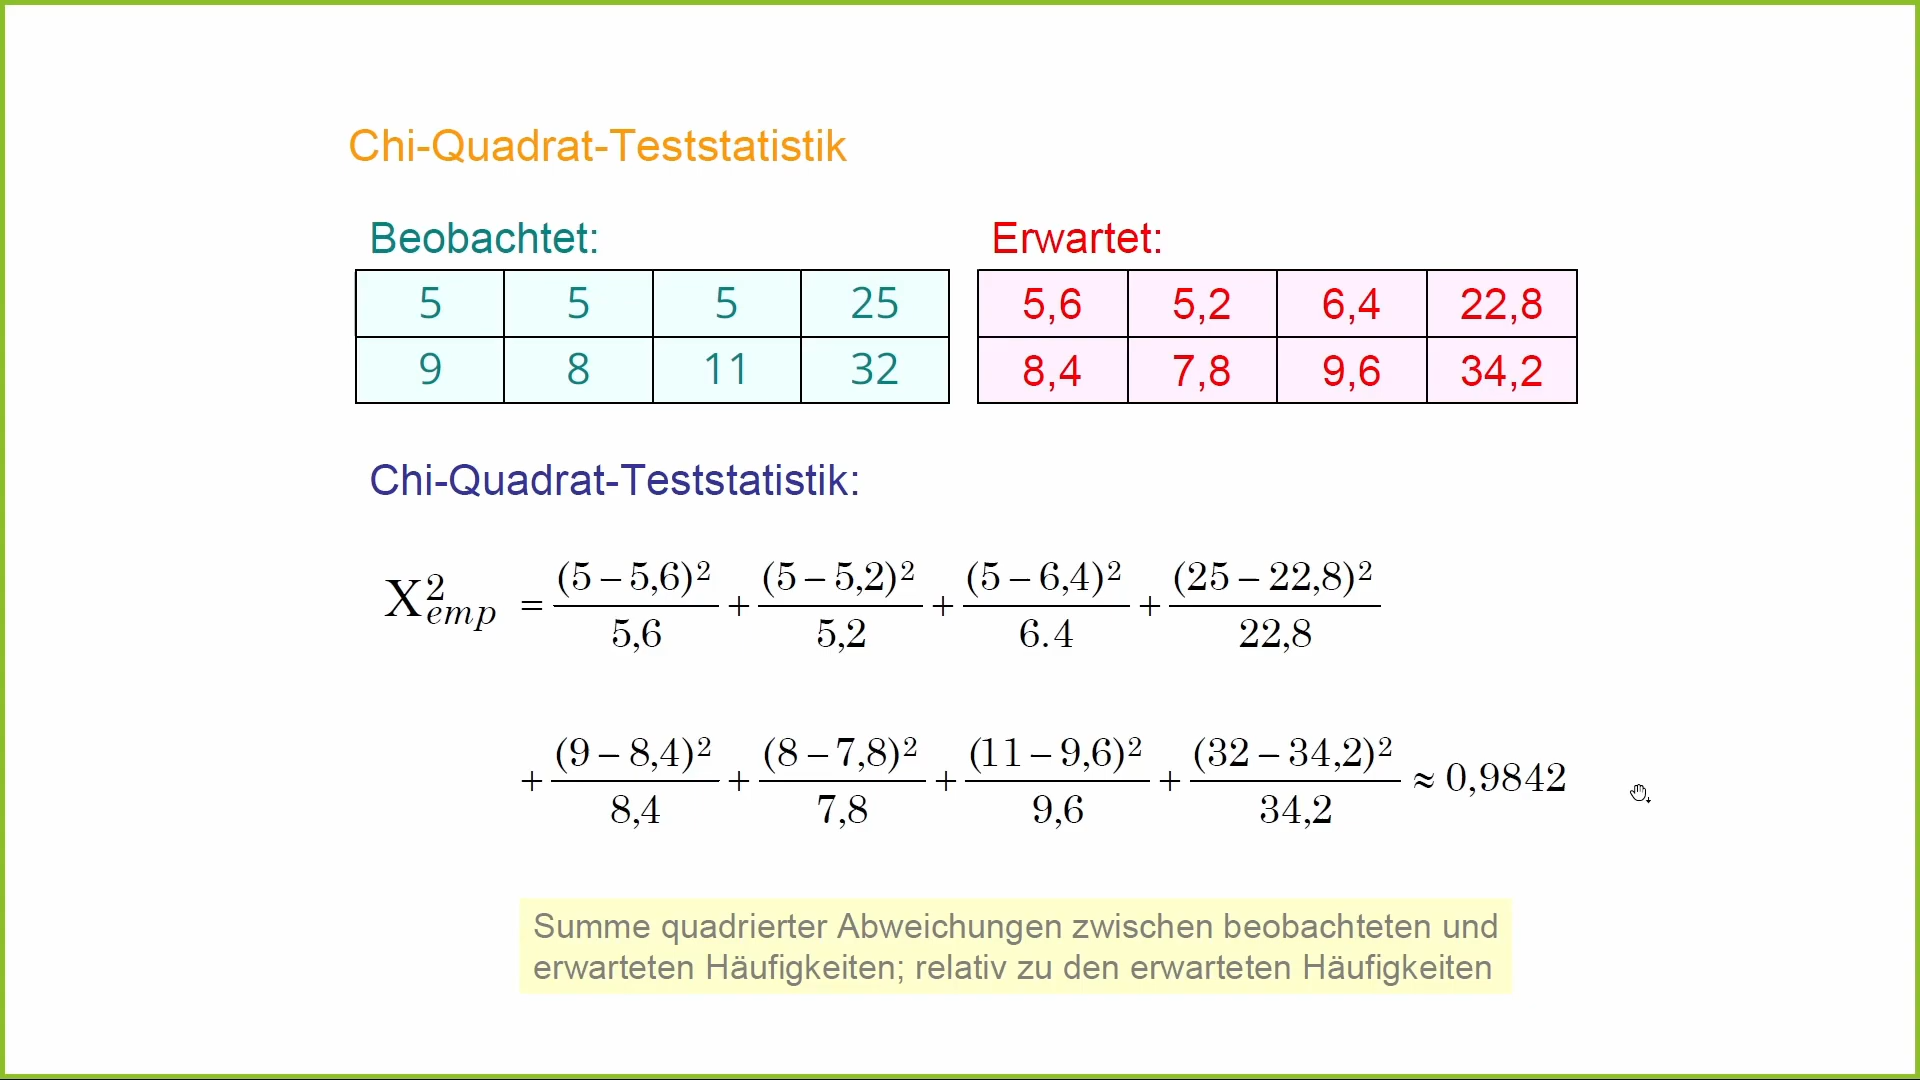 Chi-Quadrat-Teststatistik
Beobachtet:
Erwartet:
5 5 5 25
9 8 11 32
5,6 5,2 6,4 22,8
8,4 7,8 9,6 34,2
Chi-Quadrat-Teststatistik:
X²emp = (5 – 5,6)²/5,6 + (5 – 5,2)²/5,2 + (5 – 6,4)²/6.4 + (25 – 22,8)²/22,8
+ (9 – 8,4)²/8,4 + (8 – 7,8)²/7,8 + (11 – 9,6)²/9,6 + (32 – 34,2)²/34,2 ≈ 0,9842
Summe quadrierter Abweichungen zwischen beobachteten und
erwarteten Häufigkeiten; relativ zu den erwarteten Häufigkeiten